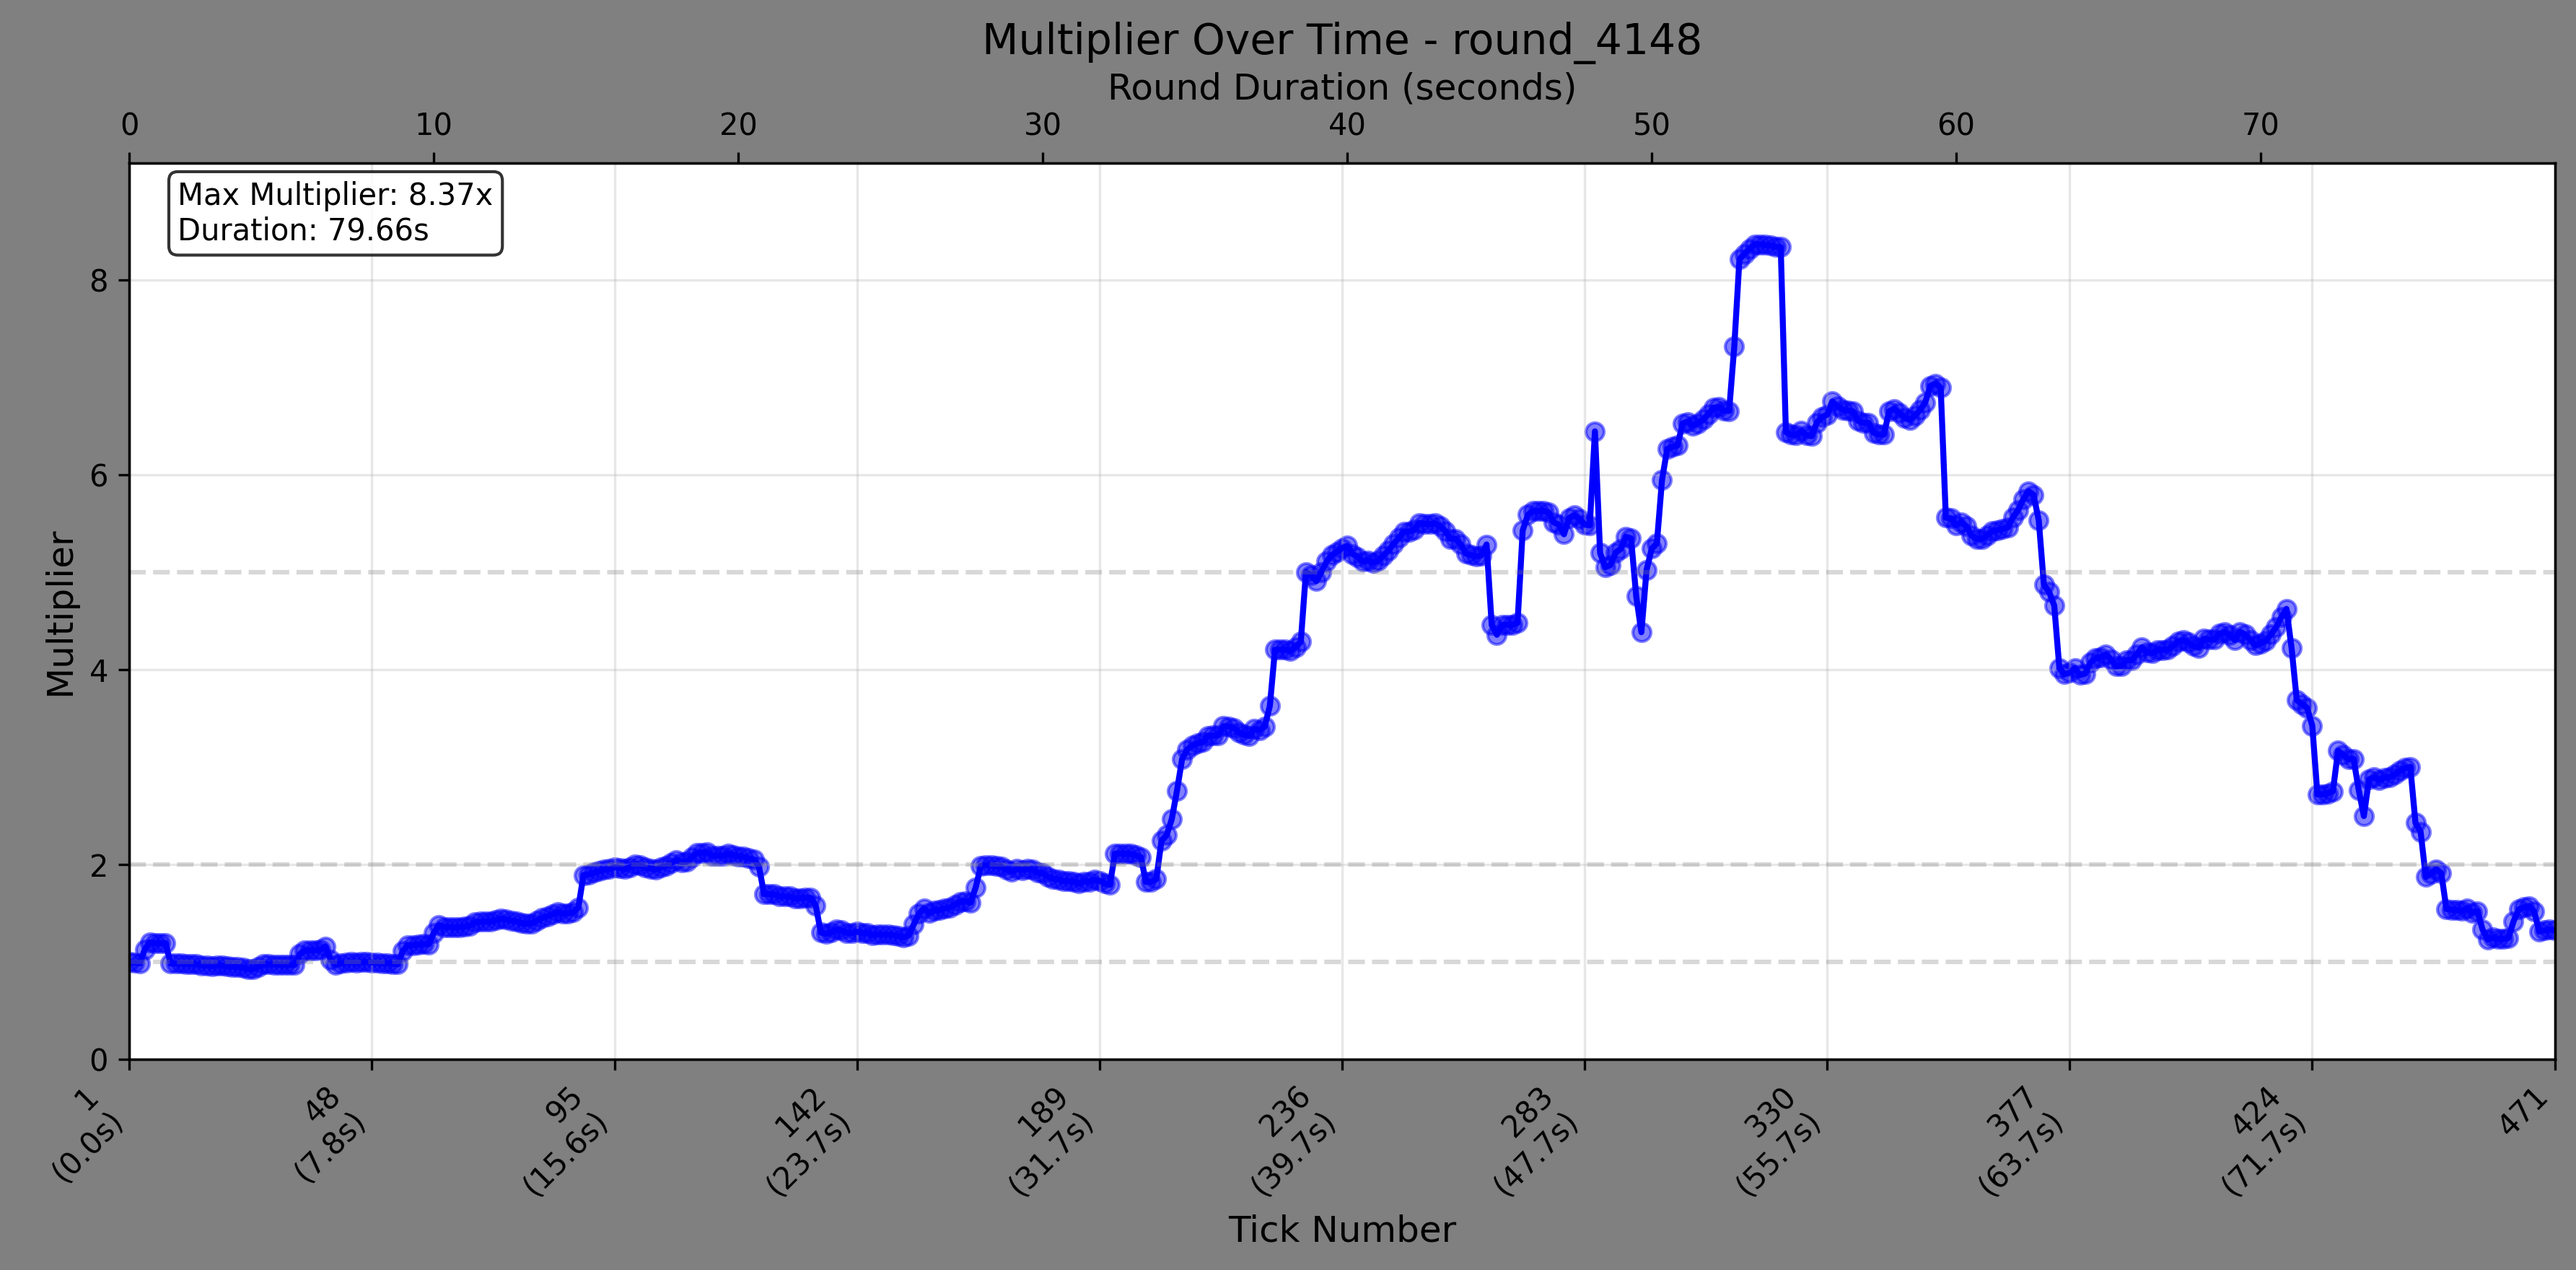 Multiplier Over Time - round_4148
Round Duration (seconds)
0 10 20 30 40 50 60 70
Max Multiplier: 8.37x
Duration: 79.66s
8
6
4
2
0
Multiplier
1
(0.0s)
48
(7.8s)
95
(15.6s)
142
(23.7s)
189
(31.7s)
236
(39.7s)
283
(47.7s)
330
(55.7s)
377
(63.7s)
424
(71.7s)
471
Tick Number